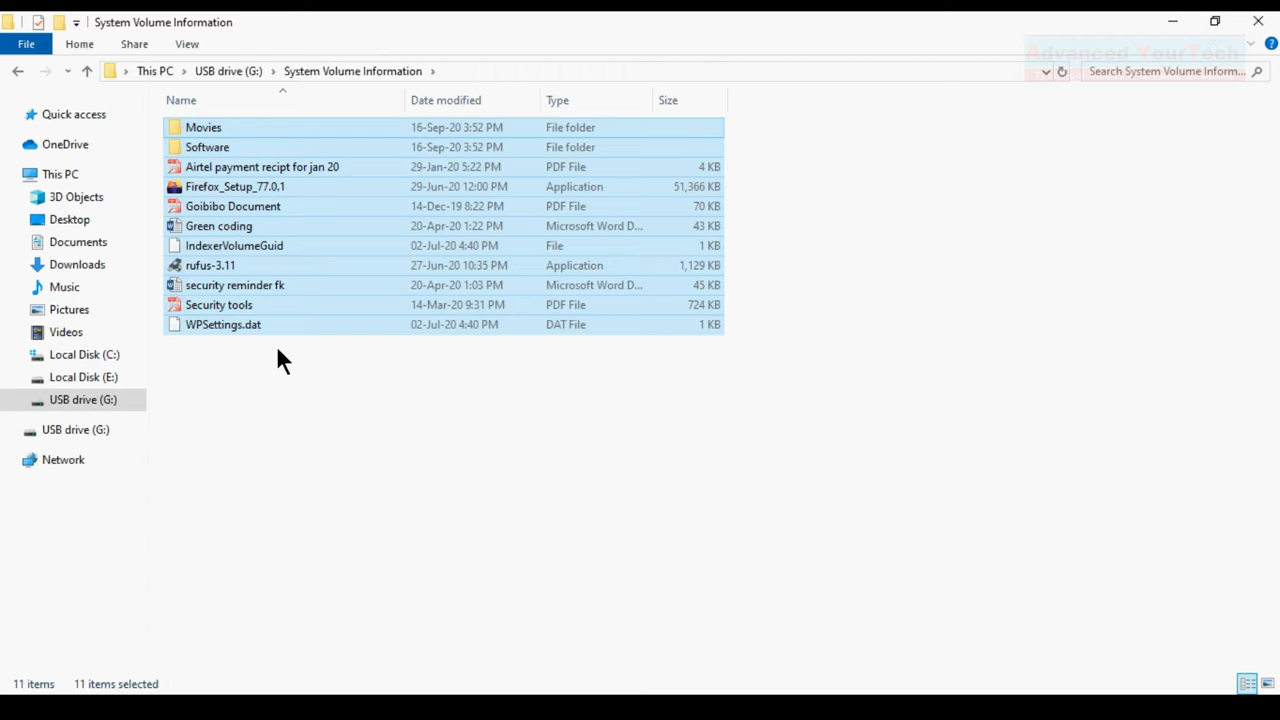 System Volume Information
File Home Share View
Advanced YourTech
This PC > USB drive (G:) > System Volume Information >
Search System Volume Inform...
Name Date modified Type Size
Quick access
OneDrive
This PC
3D Objects
Desktop
Documents
Downloads
Music
Pictures
Videos
Local Disk (C:)
Local Disk (E:)
USB drive (G:)
USB drive (G:)
Network
Movies 16-Sep-20 3:52 PM File folder
Software 16-Sep-20 3:52 PM File folder
Airtel payment recipt for jan 20 29-Jan-20 5:22 PM PDF File 4 KB
Firefox_Setup_77.0.1 29-Jun-20 12:00 PM Application 51,366 KB
Goibibo Document 14-Dec-19 8:22 PM PDF File 70 KB
Green coding 20-Apr-20 1:22 PM Microsoft Word D... 43 KB
IndexerVolumeGuid 02-Jul-20 4:40 PM File 1 KB
rufus-3.11 27-Jun-20 10:35 PM Application 1,129 KB
security reminder fk 20-Apr-20 1:03 PM Microsoft Word D... 45 KB
Security tools 14-Mar-20 9:31 PM PDF File 724 KB
WPSettings.dat 02-Jul-20 4:40 PM DAT File 1 KB
11 items 11 items selected